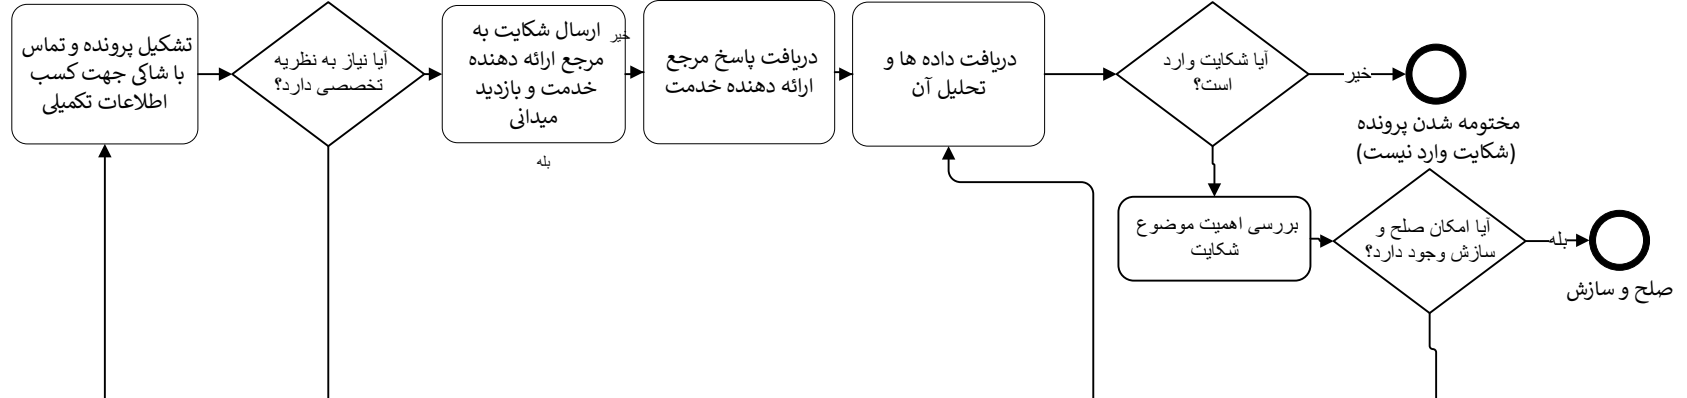 تشکیل پرونده و تماس
با شاکی جهت کسب
اطلاعات تکمیلی
آیا نیاز به نظریه
تخصصی دارد؟
ارسال شکایت به
مرجع ارائه دهنده
خدمت و بازدید
میدانی
خیر
بله
دریافت پاسخ مرجع
ارائه دهنده خدمت
دریافت داده ها و
تحلیل آن
آیا شکایت وارد
است؟
خیر
مختومه شدن پرونده
(شکایت وارد نیست)
بررسی اهمیت موضوع
شکایت
آیا امکان صلح و
سازش وجود دارد؟
بله
صلح و سازش